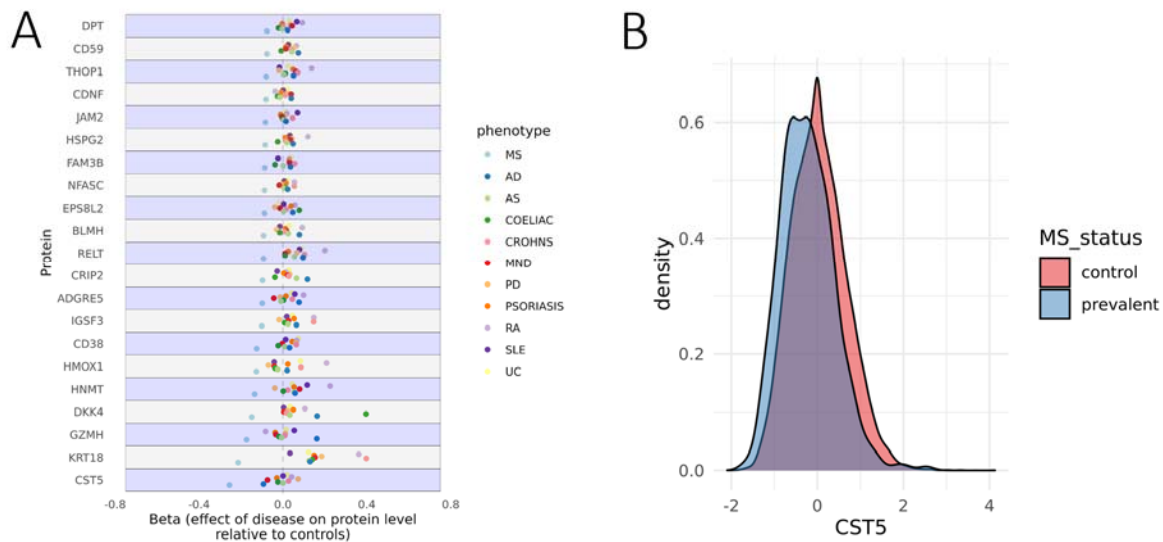 A
DPT
CD59
THOP1
CDNF
JAM2
HSPG2
FAM3B
NFASC
EPS8L2
BLMH
RELT
CRIP2
ADGRE5
IGSF3
CD38
HMOX1
HNMT
DKK4
GZMH
KRT18
CST5
Protein
-0.8 -0.4 0.0 0.4 0.8
Beta (effect of disease on protein level
relative to controls)
phenotype
MS
AD
AS
COELIAC
CROHNS
MND
PD
PSORIASIS
RA
SLE
UC
B
0.6
0.4
0.2
0.0
density
-2 0 2 4
CST5
MS_status
control
prevalent